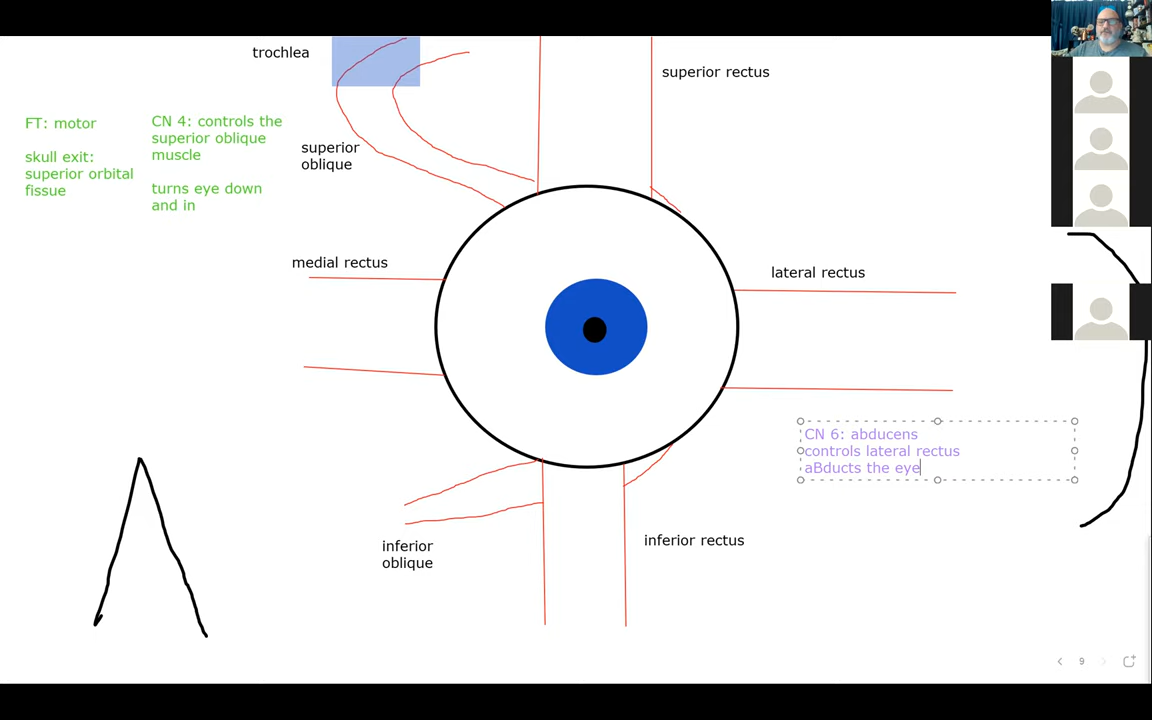 trochlea
superior rectus
FT: motor
skull exit:
superior orbital
fissue
CN 4: controls the
superior oblique
muscle
turns eye down
and in
superior
oblique
medial rectus
lateral rectus
CN 6: abducens
controls lateral rectus
aBducts the eye
inferior
oblique
inferior rectus
9